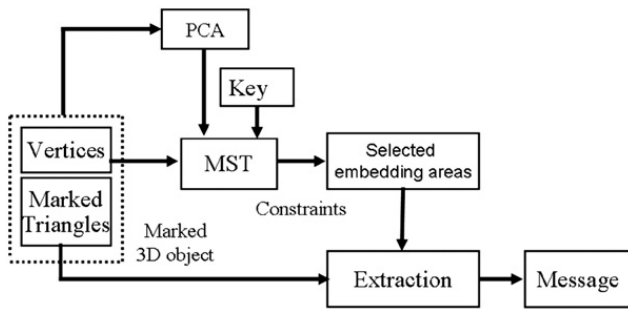 PCA
Key
Vertices
MST
Selected
embedding areas
Marked
Triangles
Constraints
Marked
3D object
Extraction
Message